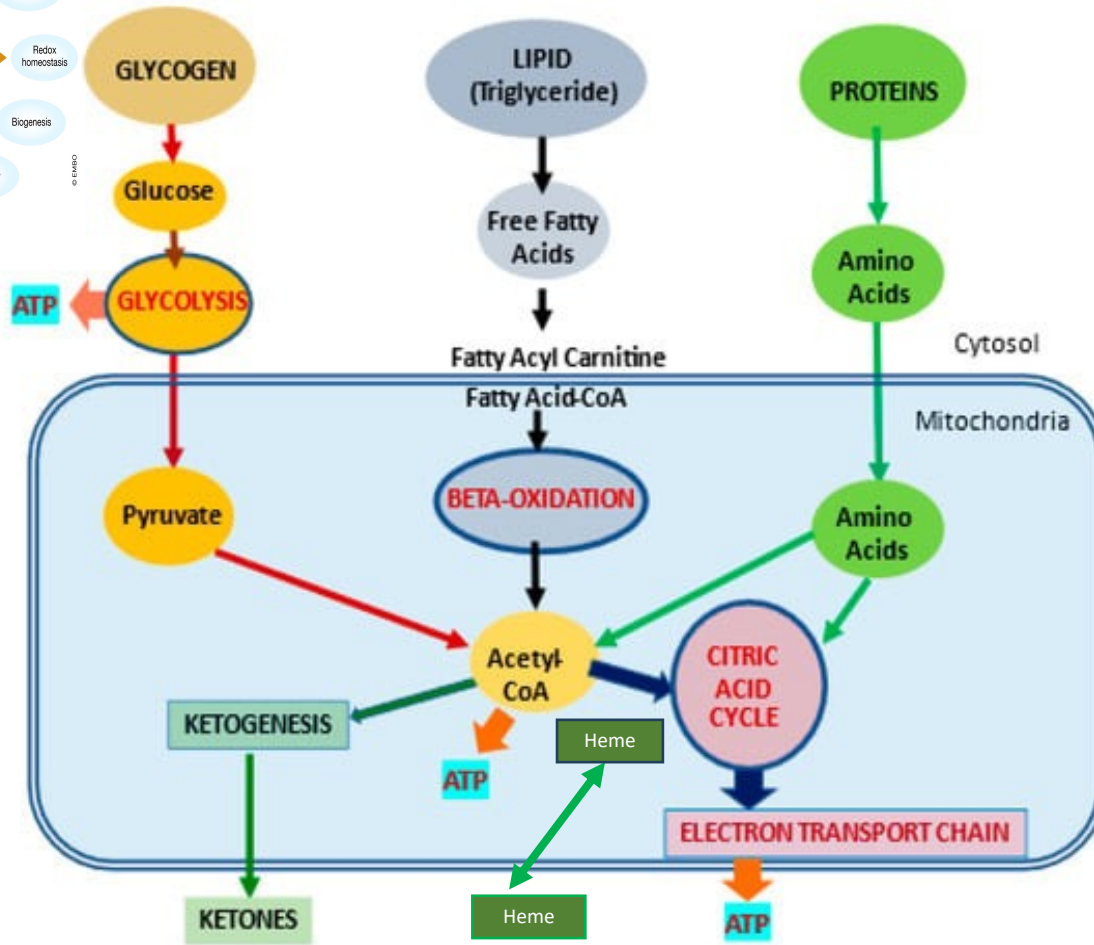 Redox
homeostasis
Biogenesis
© EMBO
GLYCOGEN
LIPID
(Triglyceride)
PROTEINS
Glucose
Free Fatty
Acids
Amino
Acids
ATP
GLYCOLYSIS
Fatty Acyl Carnitine
Cytosol
Fatty Acid-CoA
Mitochondria
Pyruvate
BETA-OXIDATION
Amino
Acids
Acetyl-
CoA
CITRIC
ACID
CYCLE
KETOGENESIS
ATP
Heme
ELECTRON TRANSPORT CHAIN
KETONES
Heme
ATP